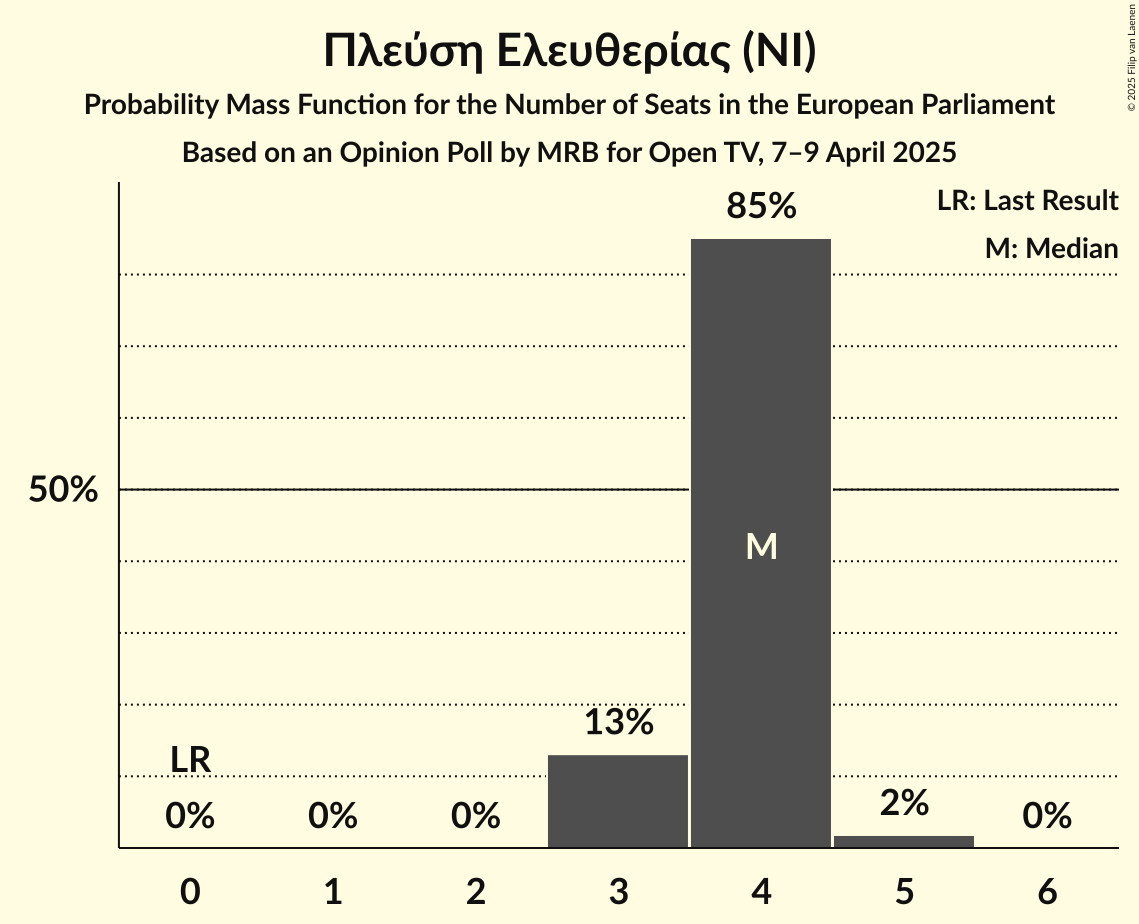 Πλεύση Ελευθερίας (NI)
Probability Mass Function for the Number of Seats in the European Parliament
Based on an Opinion Poll by MRB for Open TV, 7–9 April 2025
© 2025 Filip van Laenen
LR: Last Result
M: Median
85%
50%
M
13%
LR
0%
0%
0%
2%
0%
0
1
2
3
4
5
6